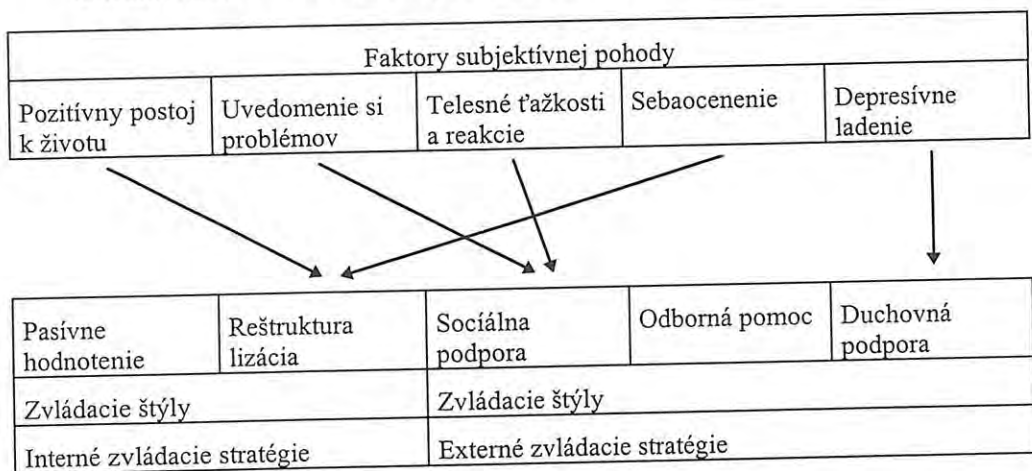 Faktory subjektívnej pohody
Pozitívny postoj
k životu
Uvedomenie si
problémov
Telesné ťažkosti
a reakcie
Sebaocenenie
Depresívne
ladenie
Pasívne
hodnotenie
Reštruktura
lizácia
Socíálna
podpora
Odborná pomoc
Duchovná
podpora
Zvládacie štýly
Zvládacie štýly
Interné zvládacie stratégie
Externé zvládacie stratégie